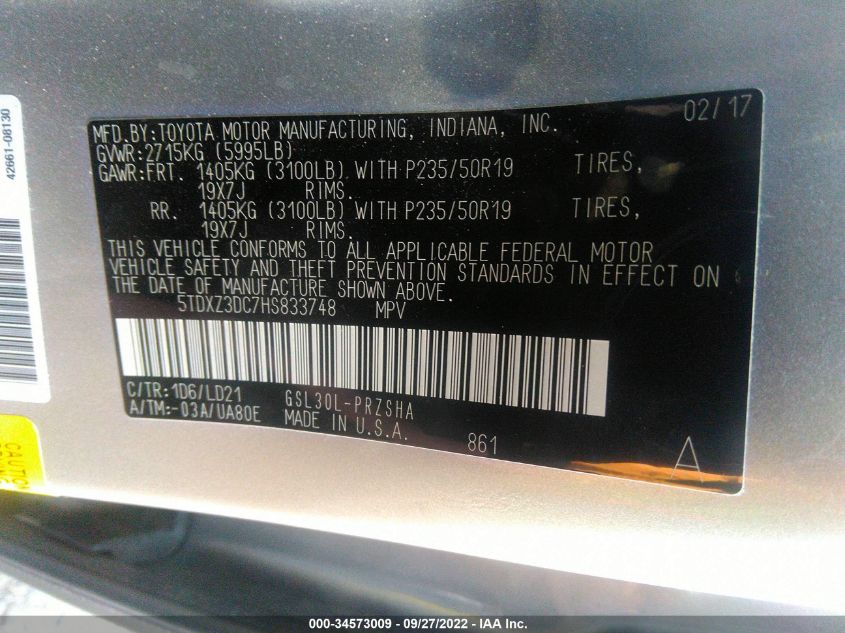 42661-08130
02/17
MFD.BY:TOYOTA MOTOR MANUFACTURING, INDIANA, INC.
GVWR:2715KG (5995LB)
GAWR:FRT. 1405KG (3100LB) WITH P235/50R19 TIRES,
19X7J RIMS.
RR. 1405KG (3100LB) WITH P235/50R19 TIRES,
19X7J RIMS.
THIS VEHICLE CONFORMS TO ALL APPLICABLE FEDERAL MOTOR
VEHICLE SAFETY AND THEFT PREVENTION STANDARDS IN EFFECT ON
THE DATE OF MANUFACTURE SHOWN ABOVE.
5TDXZ3DC7HS833748 MPV
C/TR:1D6/LD21 GSL30L-PRZSHA
A/TM:-03A/UA80E MADE IN U.S.A.
861
A
CAUTION
000-34573009 - 09/27/2022 - IAA Inc.